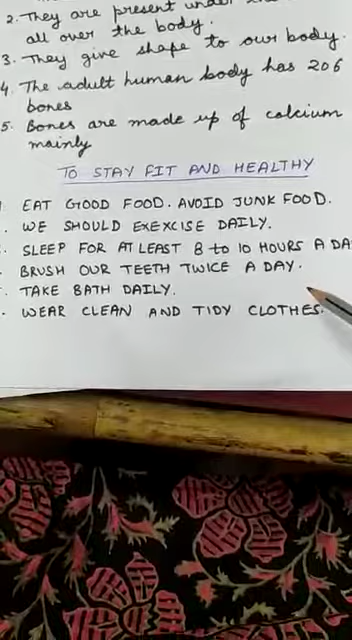 2. They are present under
all over the body.
3. They give shape to our body.
4. The adult human body has 206
bones
5. Bones are made up of calcium
mainly
TO STAY FIT AND HEALTHY
EAT GOOD FOOD. AVOID JUNK FOOD.
WE SHOULD EXEXCISE DAILY.
SLEEP FOR AT LEAST 8 to 10 HOURS A DA
BRUSH OUR TEETH TWICE A DAY.
TAKE BATH DAILY.
WEAR CLEAN AND TIDY CLOTHES.